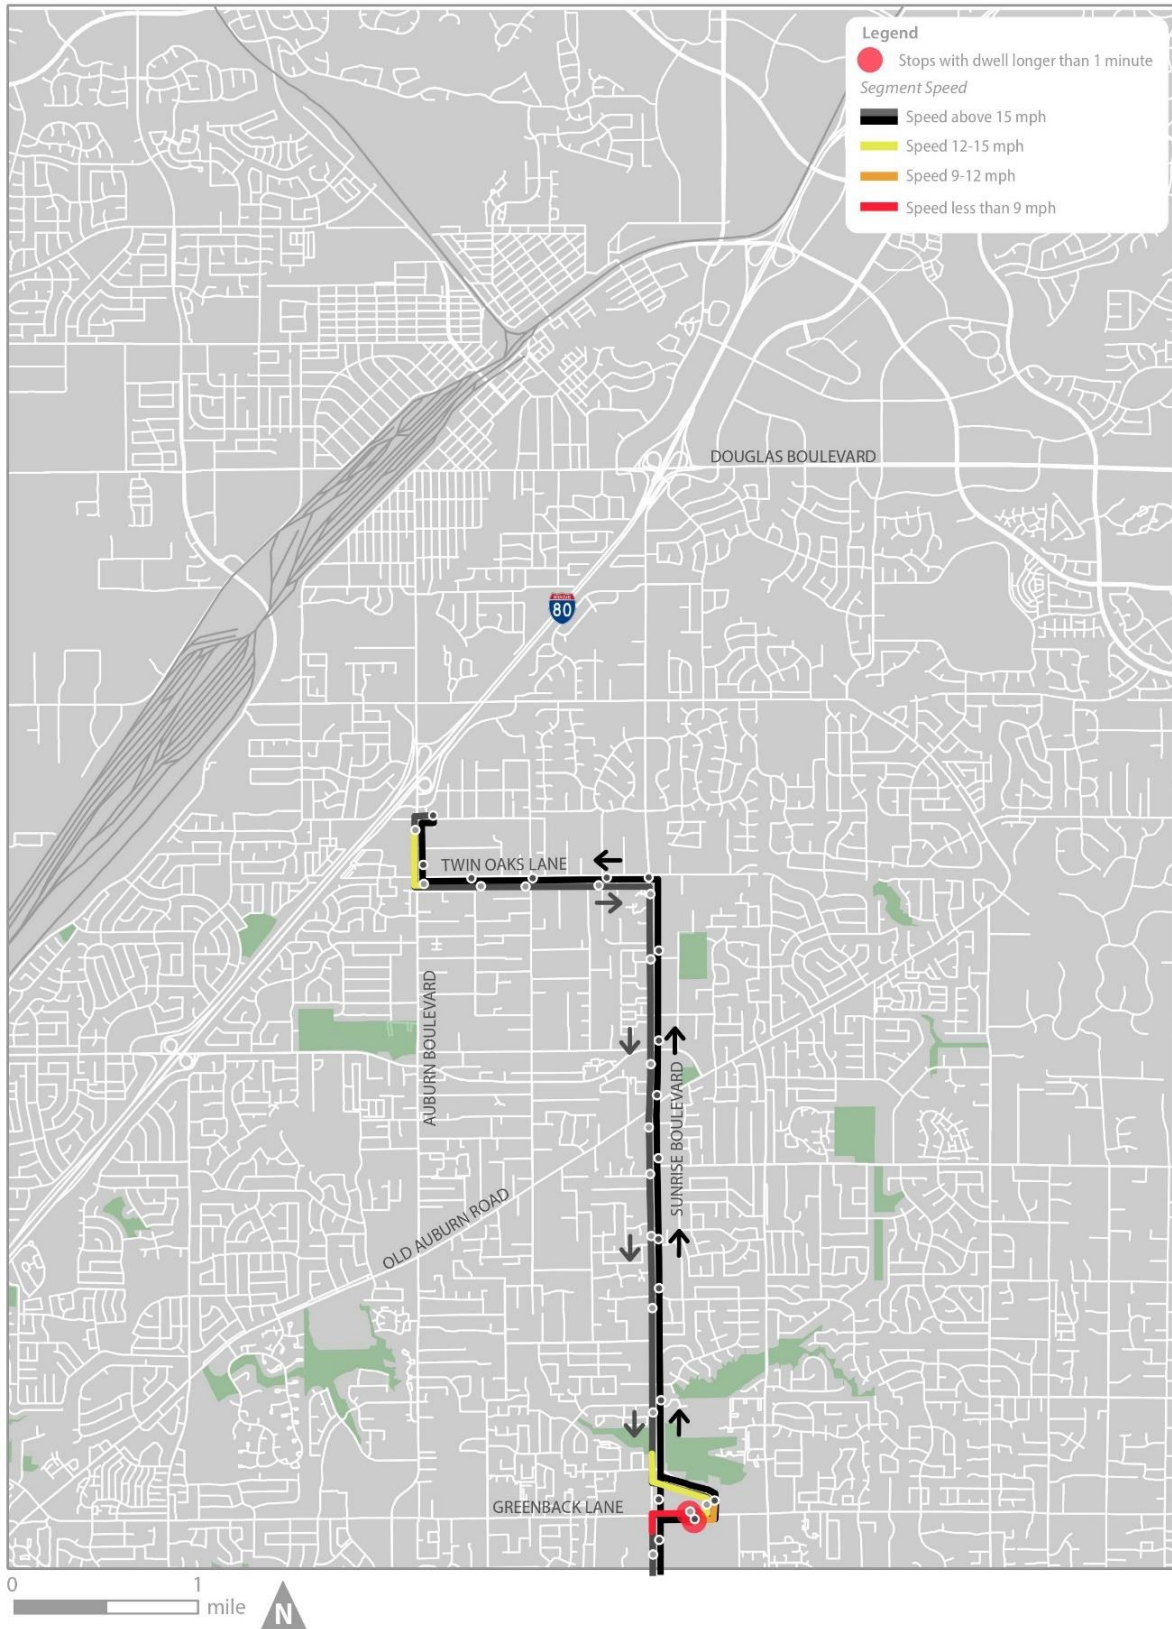 Legend
Stops with dwell longer than 1 minute
Segment Speed
Speed above 15 mph
Speed 12-15 mph
Speed 9-12 mph
Speed less than 9 mph
DOUGLAS BOULEVARD
80
TWIN OAKS LANE
AUBURN BOULEVARD
SUNRISE BOULEVARD
OLD AUBURN ROAD
GREENBACK LANE
0 1
mile
N